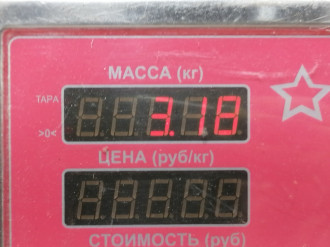 МАССА (кг)
ТАРА
3.18
>0<
ЦЕНА (руб/кг)
СТОИМОСТЬ (руб)